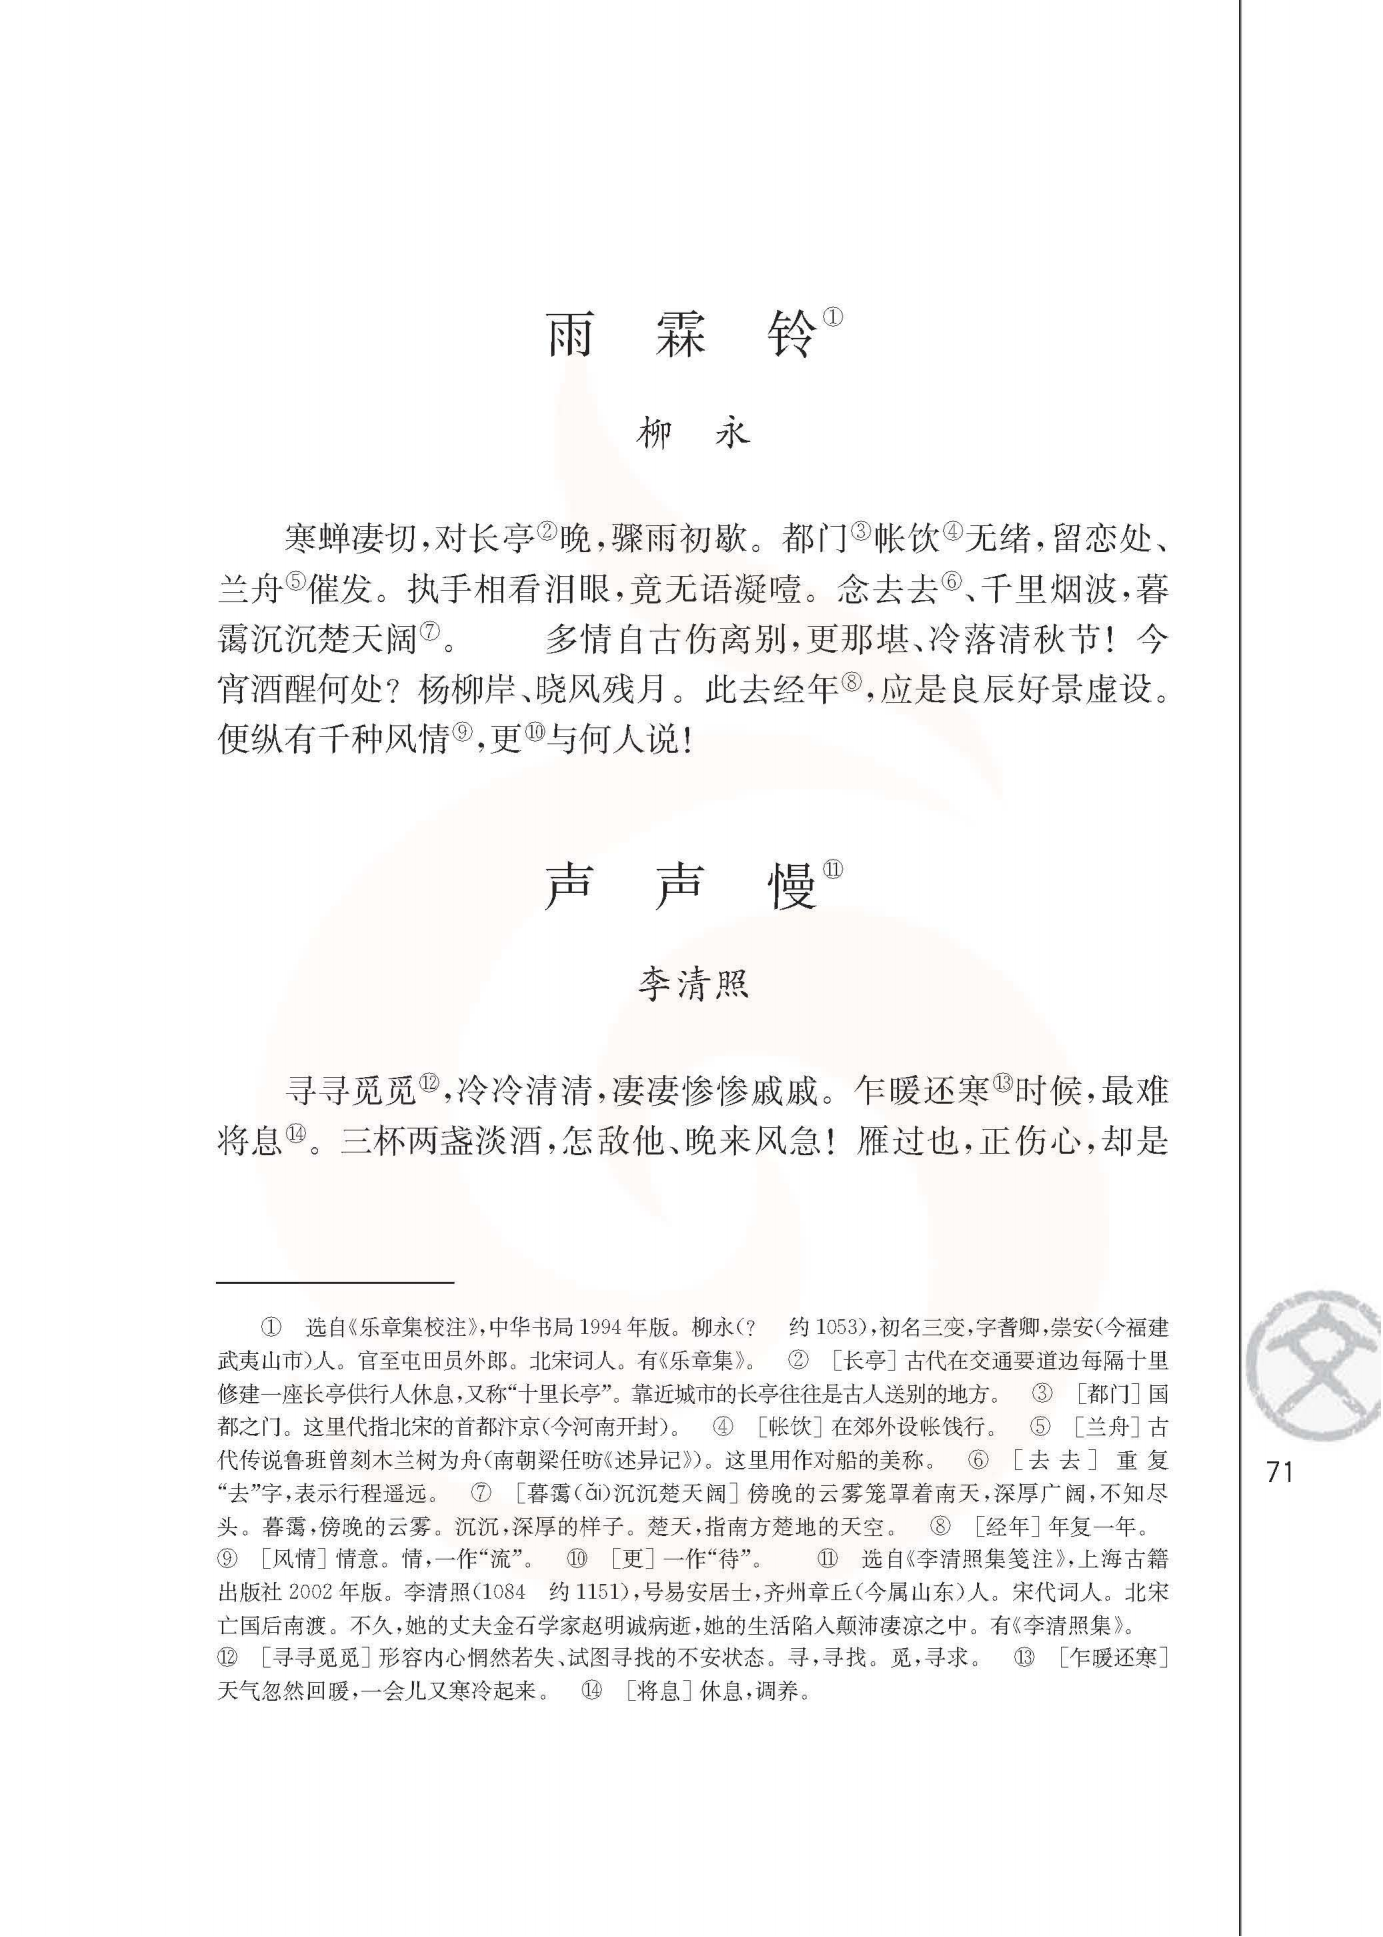 雨霖铃①
柳永
寒蝉凄切，对长亭②晚，骤雨初歇。都门③帐饮④无绪，留恋处、
兰舟⑤催发。执手相看泪眼，竟无语凝噎。念去去⑥、千里烟波，暮
霭沉沉楚天阔⑦。　　多情自古伤离别，更那堪、冷落清秋节！今
宵酒醒何处？杨柳岸、晓风残月。此去经年⑧，应是良辰好景虚设。
便纵有千种风情⑨，更⑩与何人说！
声声慢⑪
李清照
寻寻觅觅⑫，冷冷清清，凄凄惨惨戚戚。乍暖还寒⑬时候，最难
将息⑭。三杯两盏淡酒，怎敌他、晚来风急！雁过也，正伤心，却是
① 选自《乐章集校注》，中华书局1994年版。柳永（？　约1053），初名三变，字耆卿，崇安（今福建
武夷山市）人。官至屯田员外郎。北宋词人。有《乐章集》。 ② ［长亭］古代在交通要道边每隔十里
修建一座长亭供行人休息，又称“十里长亭”。靠近城市的长亭往往是古人送别的地方。 ③ ［都门］国
都之门。这里代指北宋的首都汴京（今河南开封）。 ④ ［帐饮］在郊外设帐饯行。 ⑤ ［兰舟］古
代传说鲁班曾刻木兰树为舟（南朝梁任昉《述异记》）。这里用作对船的美称。 ⑥ ［去去］重复
“去”字，表示行程遥远。 ⑦ ［暮霭（ǎi）沉沉楚天阔］傍晚的云雾笼罩着南天，深厚广阔，不知尽
头。暮霭，傍晚的云雾。沉沉，深厚的样子。楚天，指南方楚地的天空。 ⑧ ［经年］年复一年。
⑨ ［风情］情意。情，一作“流”。 ⑩ ［更］一作“待”。 ⑪ 选自《李清照集笺注》，上海古籍
出版社2002年版。李清照（1084　约1151），号易安居士，齐州章丘（今属山东）人。宋代词人。北宋
亡国后南渡。不久，她的丈夫金石学家赵明诚病逝，她的生活陷入颠沛凄凉之中。有《李清照集》。
⑫ ［寻寻觅觅］形容内心惘然若失、试图寻找的不安状态。寻，寻找。觅，寻求。 ⑬ ［乍暖还寒］
天气忽然回暖，一会儿又寒冷起来。 ⑭ ［将息］休息，调养。
文
71